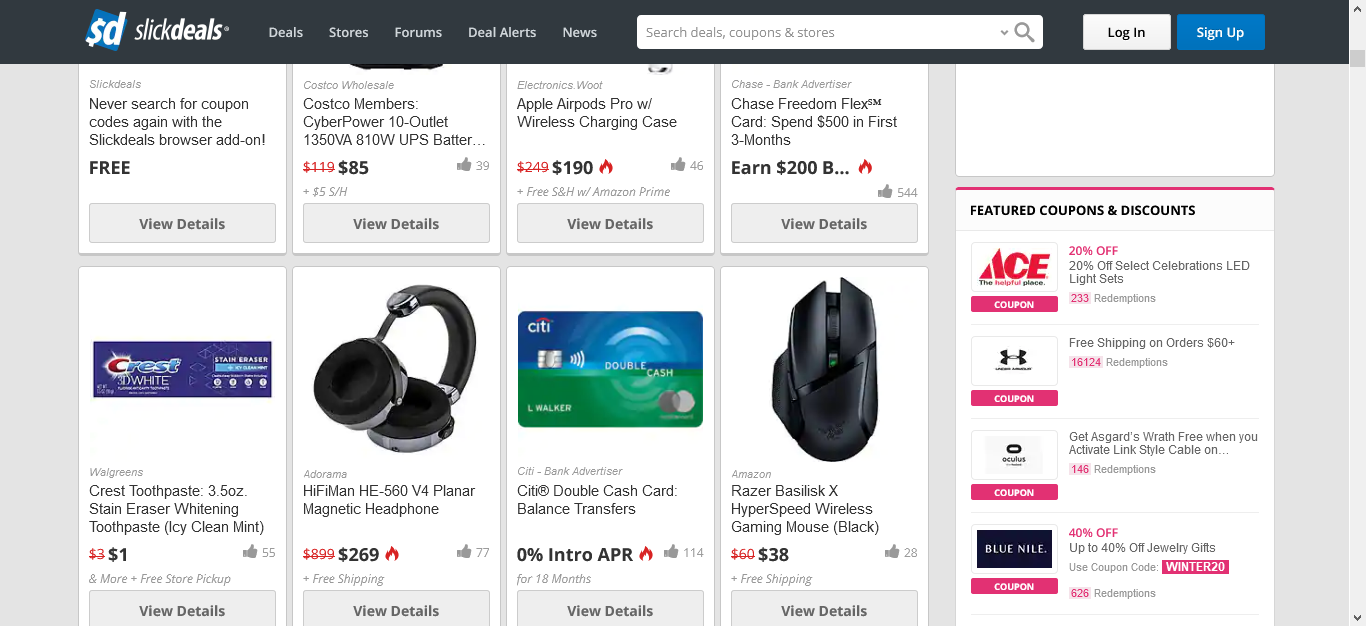 sd slickdeals®
Deals
Stores
Forums
Deal Alerts
News
Search deals, coupons & stores
Log In
Sign Up
Slickdeals
Never search for coupon
codes again with the
Slickdeals browser add-on!
FREE
View Details
Costco Wholesale
Costco Members:
CyberPower 10-Outlet
1350VA 810W UPS Batter…
$119 $85
39
+ $5 S/H
View Details
Electronics.Woot
Apple Airpods Pro w/
Wireless Charging Case
$249 $190
46
+ Free S&H w/ Amazon Prime
View Details
Chase - Bank Advertiser
Chase Freedom Flex℠
Card: Spend $500 in First
3-Months
Earn $200 B...
544
View Details
Crest
3DWHITE
STAIN ERASER
ICY CLEAN MINT
Walgreens
Crest Toothpaste: 3.5oz.
Stain Eraser Whitening
Toothpaste (Icy Clean Mint)
$3 $1
55
& More + Free Store Pickup
View Details
Adorama
HiFiMan HE-560 V4 Planar
Magnetic Headphone
$899 $269
77
+ Free Shipping
View Details
citi
DOUBLE
CASH
L WALKER
Citi - Bank Advertiser
Citi® Double Cash Card:
Balance Transfers
0% Intro APR
114
for 18 Months
View Details
Amazon
Razer Basilisk X
HyperSpeed Wireless
Gaming Mouse (Black)
$60 $38
28
+ Free Shipping
View Details
FEATURED COUPONS & DISCOUNTS
ACE
The helpful place.
COUPON
20% OFF
20% Off Select Celebrations LED
Light Sets
233 Redemptions
UNDER ARMOUR
COUPON
Free Shipping on Orders $60+
16124 Redemptions
oculus
COUPON
Get Asgard's Wrath Free when you
Activate Link Style Cable on…
146 Redemptions
BLUE NILE.
COUPON
40% OFF
Up to 40% Off Jewelry Gifts
Use Coupon Code: WINTER20
626 Redemptions